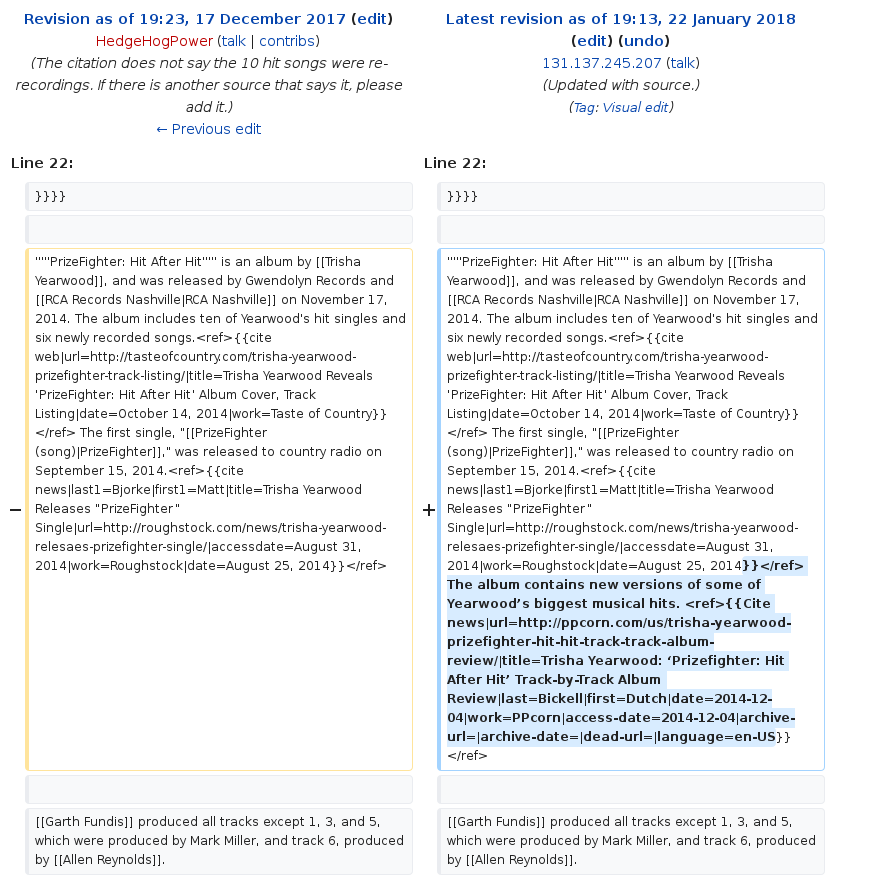 Revision as of 19:23, 17 December 2017 (edit)
HedgeHogPower (talk | contribs)
(The citation does not say the 10 hit songs were re-
recordings. If there is another source that says it, please
add it.)
← Previous edit
Latest revision as of 19:13, 22 January 2018
(edit) (undo)
131.137.245.207 (talk)
(Updated with source.)
(Tag: Visual edit)
Line 22:
Line 22:
}}}}
}}}}
'''''PrizeFighter: Hit After Hit''''' is an album by [[Trisha
Yearwood]], and was released by Gwendolyn Records and
[[RCA Records Nashville|RCA Nashville]] on November 17,
2014. The album includes ten of Yearwood's hit singles and
six newly recorded songs.<ref>{{cite
web|url=http://tasteofcountry.com/trisha-yearwood-
prizefighter-track-listing/|title=Trisha Yearwood Reveals
'PrizeFighter: Hit After Hit' Album Cover, Track
Listing|date=October 14, 2014|work=Taste of Country}}
</ref> The first single, "[[PrizeFighter
(song)|PrizeFighter]]," was released to country radio on
September 15, 2014.<ref>{{cite
news|last1=Bjorke|first1=Matt|title=Trisha Yearwood
Releases "PrizeFighter"
Single|url=http://roughstock.com/news/trisha-yearwood-
relesaes-prizefighter-single/|accessdate=August 31,
2014|work=Roughstock|date=August 25, 2014}}</ref>
−
+
'''''PrizeFighter: Hit After Hit''''' is an album by [[Trisha
Yearwood]], and was released by Gwendolyn Records and
[[RCA Records Nashville|RCA Nashville]] on November 17,
2014. The album includes ten of Yearwood's hit singles and
six newly recorded songs.<ref>{{cite
web|url=http://tasteofcountry.com/trisha-yearwood-
prizefighter-track-listing/|title=Trisha Yearwood Reveals
'PrizeFighter: Hit After Hit' Album Cover, Track
Listing|date=October 14, 2014|work=Taste of Country}}
</ref> The first single, "[[PrizeFighter
(song)|PrizeFighter]]," was released to country radio on
September 15, 2014.<ref>{{cite
news|last1=Bjorke|first1=Matt|title=Trisha Yearwood
Releases "PrizeFighter"
Single|url=http://roughstock.com/news/trisha-yearwood-
relesaes-prizefighter-single/|accessdate=August 31,
2014|work=Roughstock|date=August 25, 2014}}</ref>
The album contains new versions of some of
Yearwood’s biggest musical hits. <ref>{{Cite
news|url=http://ppcorn.com/us/trisha-yearwood-
prizefighter-hit-hit-track-track-album-
review/|title=Trisha Yearwood: ‘Prizefighter: Hit
After Hit’ Track-by-Track Album
Review|last=Bickell|first=Dutch|date=2014-12-
04|work=PPcorn|access-date=2014-12-04|archive-
url=|archive-date=|dead-url=|language=en-US}}
</ref>
[[Garth Fundis]] produced all tracks except 1, 3, and 5,
which were produced by Mark Miller, and track 6, produced
by [[Allen Reynolds]].
[[Garth Fundis]] produced all tracks except 1, 3, and 5,
which were produced by Mark Miller, and track 6, produced
by [[Allen Reynolds]].